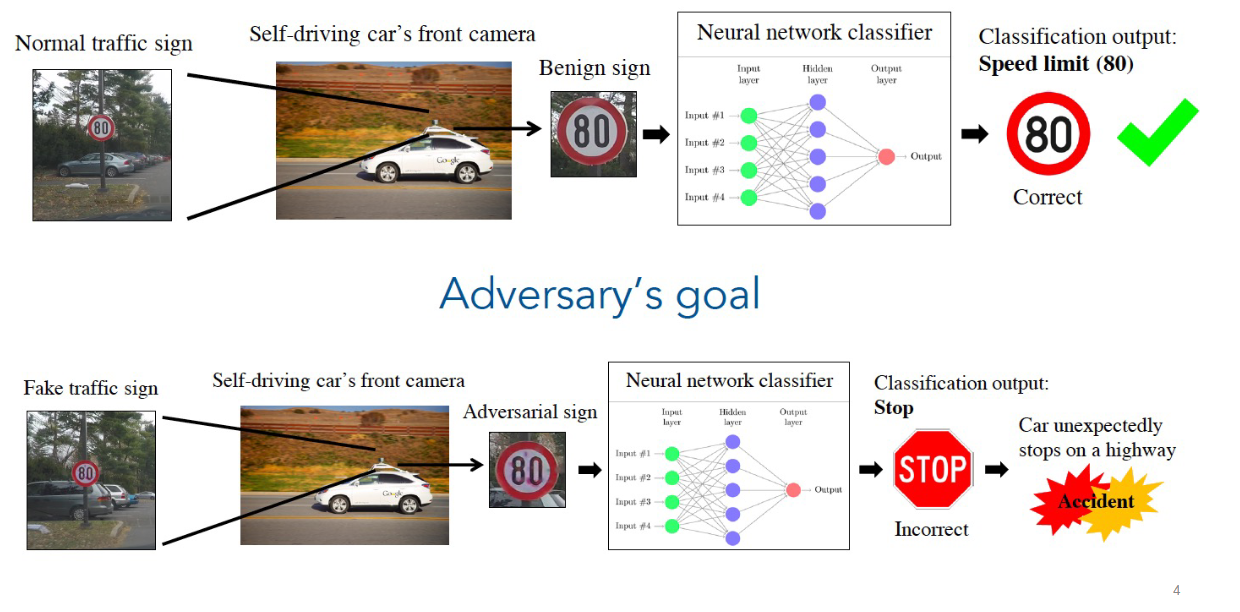 Normal traffic sign
Self-driving car's front camera
Benign sign
Neural network classifier
Classification output:
Speed limit (80)
80
Google
80
Input
layer
Hidden
layer
Output
layer
Input #1
Input #2
Input #3
Input #4
Output
80
Correct
Adversary's goal
Fake traffic sign
Self-driving car's front camera
Adversarial sign
Neural network classifier
Classification output:
Stop
80
Google
80
Input
layer
Hidden
layer
Output
layer
Input #1
Input #2
Input #3
Input #4
Output
STOP
Incorrect
Car unexpectedly
stops on a highway
Accident
4